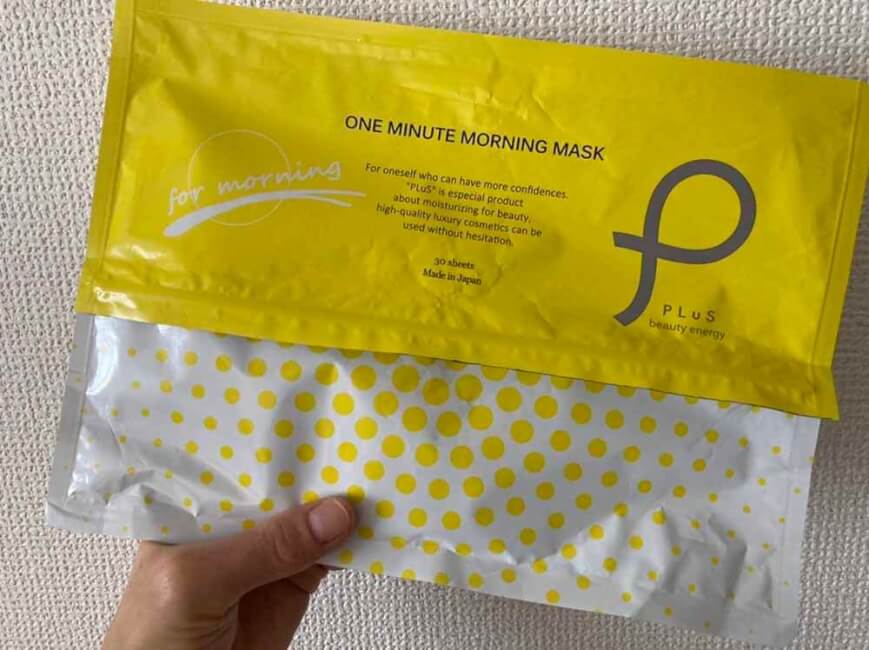 ONE MINUTE MORNING MASK
for morning
For oneself who can have more confidences.
"PLuS" is especial product
about moisturizing for beauty.
high-quality luxury cosmetics can be
used without hesitation.
30 sheets
Made in Japan
PLuS
beauty energy